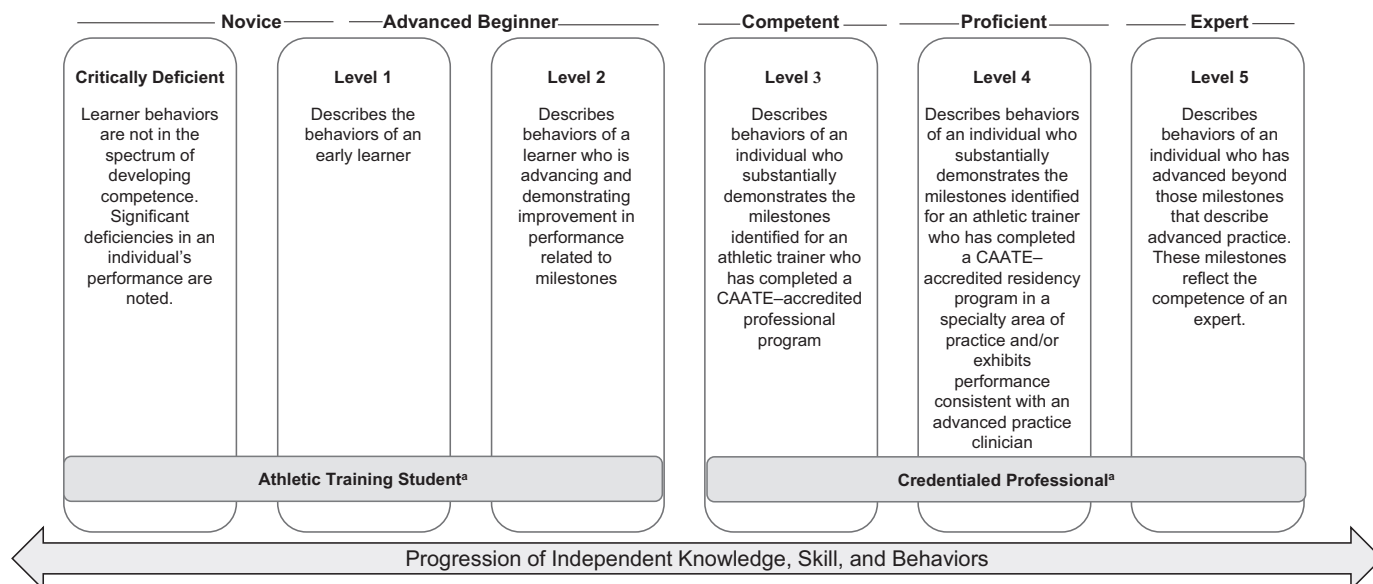 Novice
Advanced Beginner
Competent
Proficient
Expert
Critically Deficient
Learner behaviors
are not in the
spectrum of
developing
competence.
Significant
deficiencies in an
individual's
performance are
noted.
Level 1
Describes the
behaviors of an
early learner
Level 2
Describes
behaviors of a
learner who is
advancing and
demonstrating
improvement in
performance
related to
milestones
Level 3
Describes
behaviors of an
individual who
substantially
demonstrates the
milestones
identified for an
athletic trainer who
has completed a
CAATE–accredited
professional
program
Level 4
Describes behaviors
of an individual who
substantially
demonstrates the
milestones identified
for an athletic trainer
who has completed
a CAATE–
accredited residency
program in a
specialty area of
practice and/or
exhibits
performance
consistent with an
advanced practice
clinician
Level 5
Describes
behaviors of an
individual who has
advanced beyond
those milestones
that describe
advanced practice.
These milestones
reflect the
competence of an
expert.
Athletic Training Studentᵃ
Credentialed Professionalᵃ
Progression of Independent Knowledge, Skill, and Behaviors